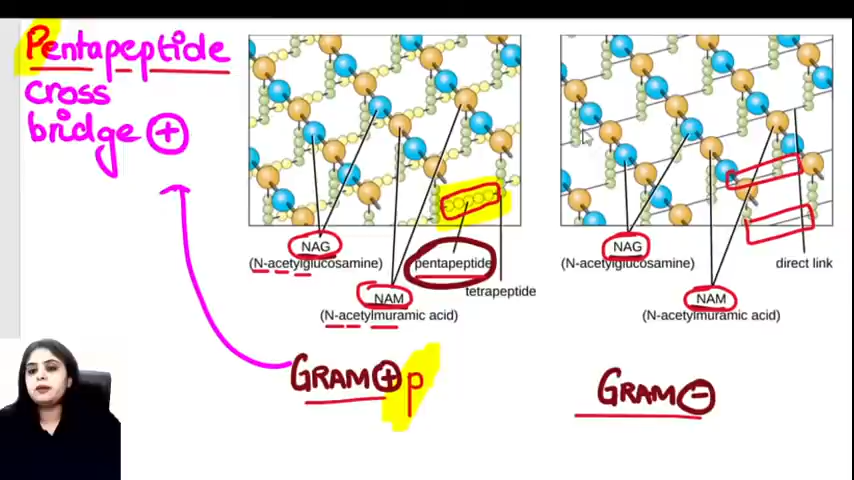 Pentapeptide
cross
bridge +
NAG
(N-acetylglucosamine)
pentapeptide
tetrapeptide
NAM
(N-acetylmuramic acid)
NAG
(N-acetylglucosamine)
direct link
NAM
(N-acetylmuramic acid)
GRAM + p
GRAM -